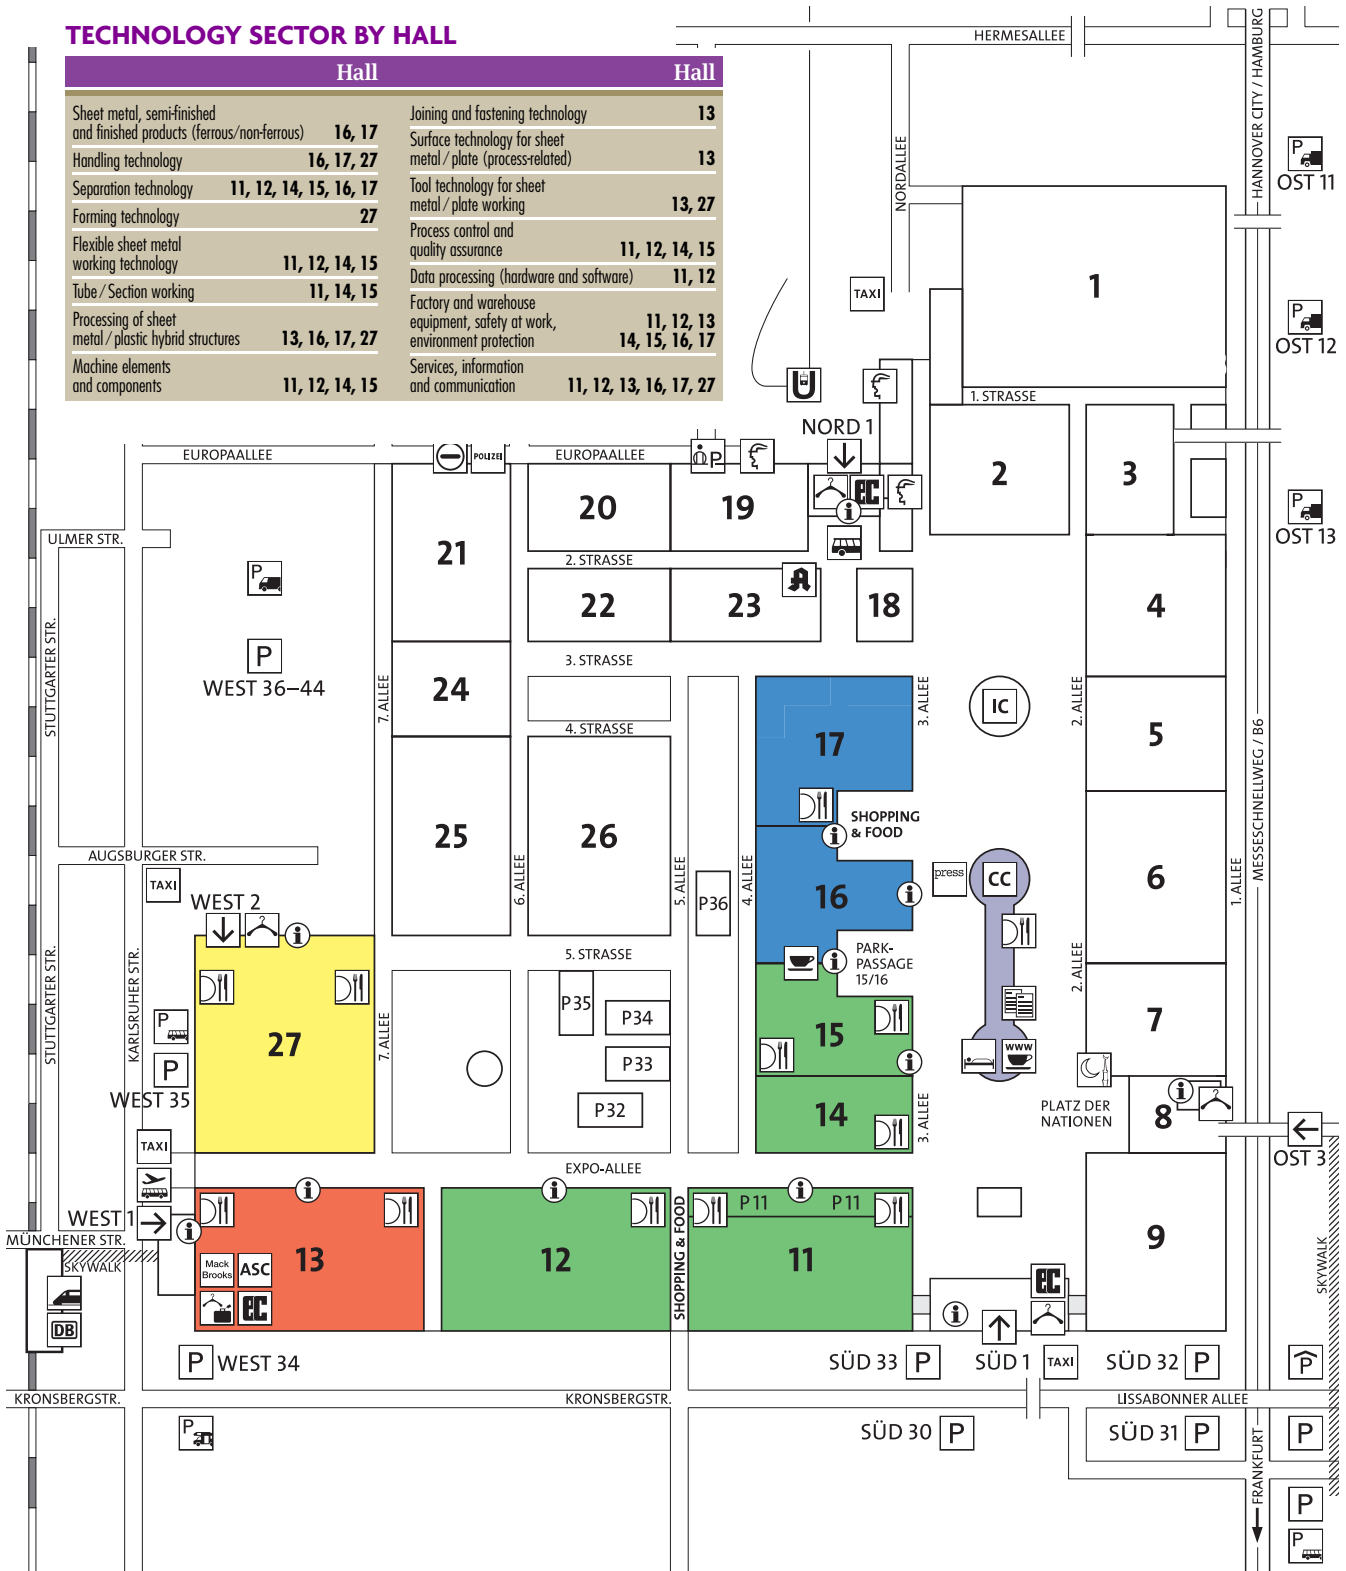 TECHNOLOGY SECTOR BY HALL
Hall
Sheet metal, semi-finished
and finished products (ferrous/non-ferrous) 16, 17
Handling technology 16, 17, 27
Separation technology 11, 12, 14, 15, 16, 17
Forming technology 27
Flexible sheet metal
working technology 11, 12, 14, 15
Tube / Section working 11, 14, 15
Processing of sheet
metal / plastic hybrid structures 13, 16, 17, 27
Machine elements
and components 11, 12, 14, 15
Hall
Joining and fastening technology 13
Surface technology for sheet
metal / plate (process-related) 13
Tool technology for sheet
metal / plate working 13, 27
Process control and
quality assurance 11, 12, 14, 15
Data processing (hardware and software) 11, 12
Factory and warehouse
equipment, safety at work, 11, 12, 13
environment protection 14, 15, 16, 17
Services, information
and communication 11, 12, 13, 16, 17, 27
HERMESALLEE
HANNOVER CITY / HAMBURG
NORDALLEE
P
OST 11
1
TAXI
P
OST 12
U
1. STRASSE
NORD 1
EUROPAALLEE
POLIZEI
EUROPAALLEE
P
2
3
20
19
EC
i
P
OST 13
ULMER STR.
21
2. STRASSE
P
22
23
A
18
4
STUTTGARTER STR.
P
WEST 36–44
3. STRASSE
7. ALLEE
24
3. ALLEE
IC
2. ALLEE
4. STRASSE
17
5
MESSESCHNELLWEG / B6
25
26
SHOPPING
& FOOD
i
AUGSBURGER STR.
6. ALLEE
5. ALLEE
4. ALLEE
TAXI
press
CC
6
1. ALLEE
WEST 2
P36
16
i
i
5. STRASSE
i
PARK-
PASSAGE
15/16
2. ALLEE
STUTTGARTER STR.
KARLSRUHER STR.
P35
P34
7
P
27
7. ALLEE
15
P33
i
www
P
WEST 35
P32
14
3. ALLEE
PLATZ DER
NATIONEN
i
8
TAXI
OST 3
EXPO-ALLEE
i
i
i
WEST 1
i
P 11
P 11
MÜNCHENER STR.
SKYWALK
13
12
SHOPPING & FOOD
11
9
SKYWALK
Mack
Brooks
ASC
EC
EC
i
DB
P
WEST 34
SÜD 33
P
SÜD 1
TAXI
SÜD 32
P
P
KRONSBERGSTR.
KRONSBERGSTR.
LISSABONNER ALLEE
P
SÜD 30
P
SÜD 31
P
P
FRANKFURT
P
P